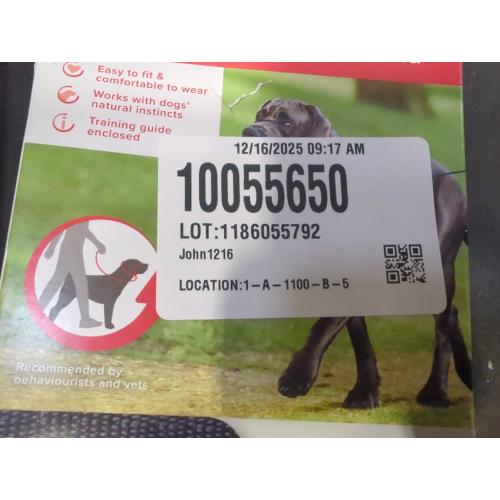 Easy to fit &
comfortable to wear
Works with dogs'
natural instincts
Training guide
enclosed
12/16/2025 09:17 AM
10055650
LOT:1186055792
John1216
LOCATION:1-A-1100-B-5
Recommended by
behaviourists and vets